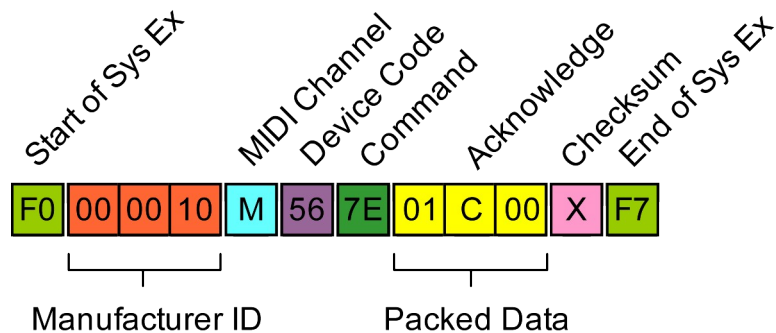 Start of Sys Ex
MIDI Channel
Device Code
Command
Acknowledge
Checksum
End of Sys Ex
F0 00 00 10 M 56 7E 01 C 00 X F7
Manufacturer ID
Packed Data